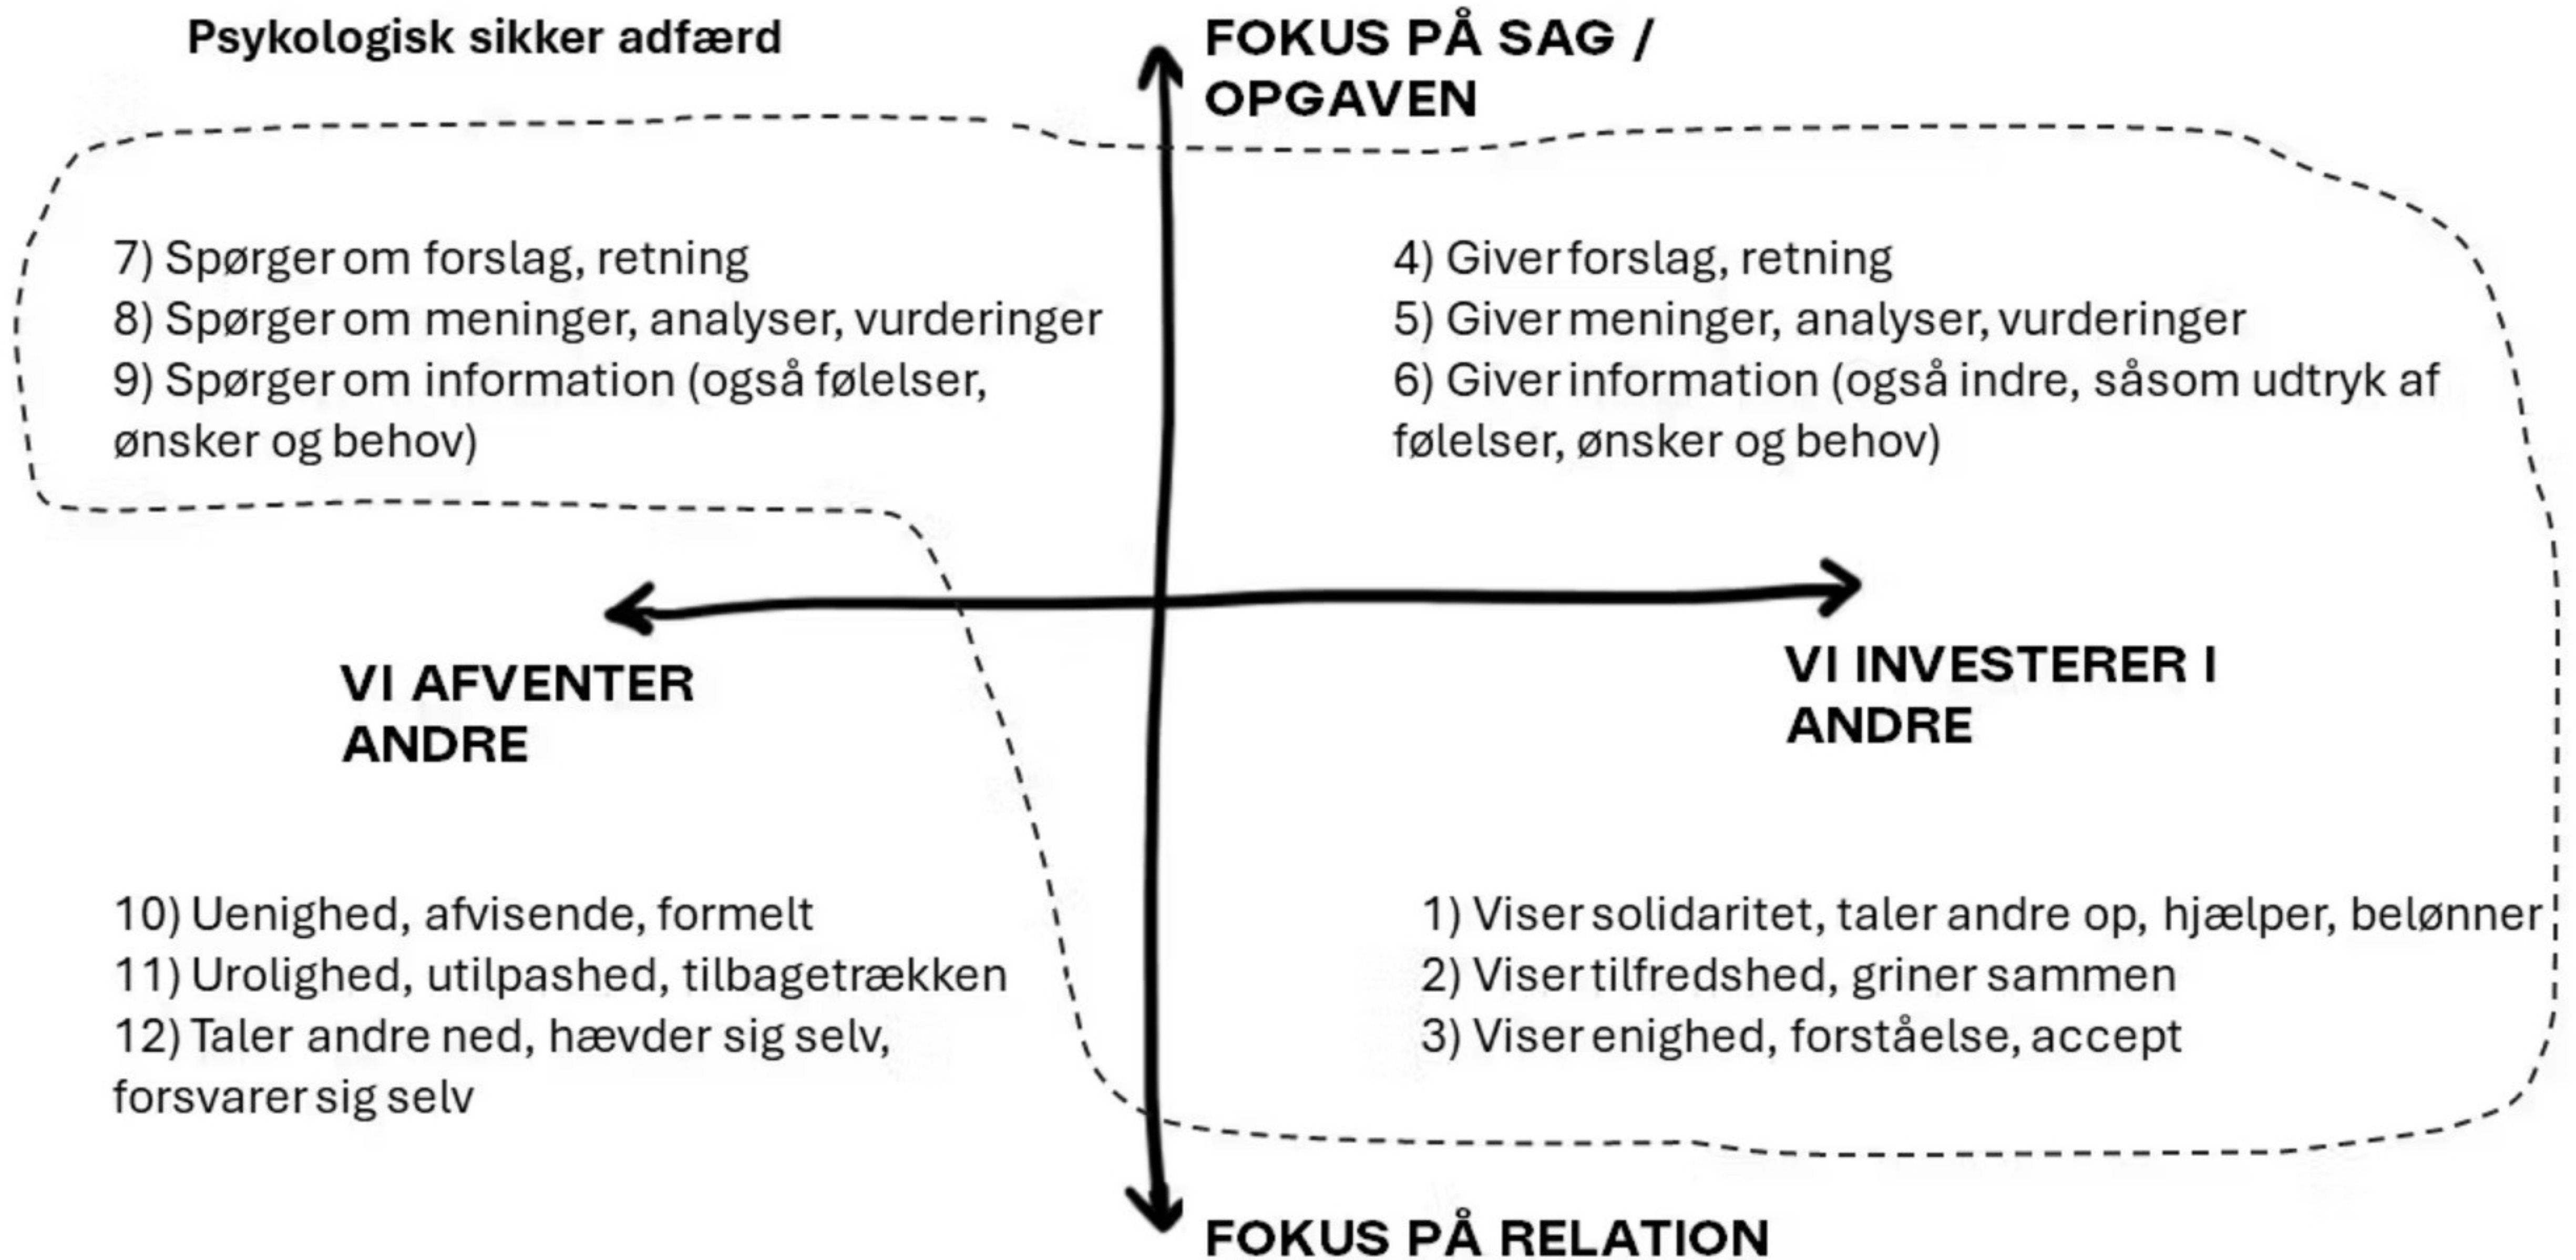 Psykologisk sikker adfærd
FOKUS PÅ SAG /
OPGAVEN
7) Spørger om forslag, retning
8) Spørger om meninger, analyser, vurderinger
9) Spørger om information (også følelser,
ønsker og behov)
4) Giver forslag, retning
5) Giver meninger, analyser, vurderinger
6) Giver information (også indre, såsom udtryk af
følelser, ønsker og behov)
VI AFVENTER
ANDRE
VI INVESTERER I
ANDRE
10) Uenighed, afvisende, formelt
11) Urolighed, utilpashed, tilbagetrækken
12) Taler andre ned, hævder sig selv,
forsvarer sig selv
1) Viser solidaritet, taler andre op, hjælper, belønner
2) Viser tilfredshed, griner sammen
3) Viser enighed, forståelse, accept
FOKUS PÅ RELATION